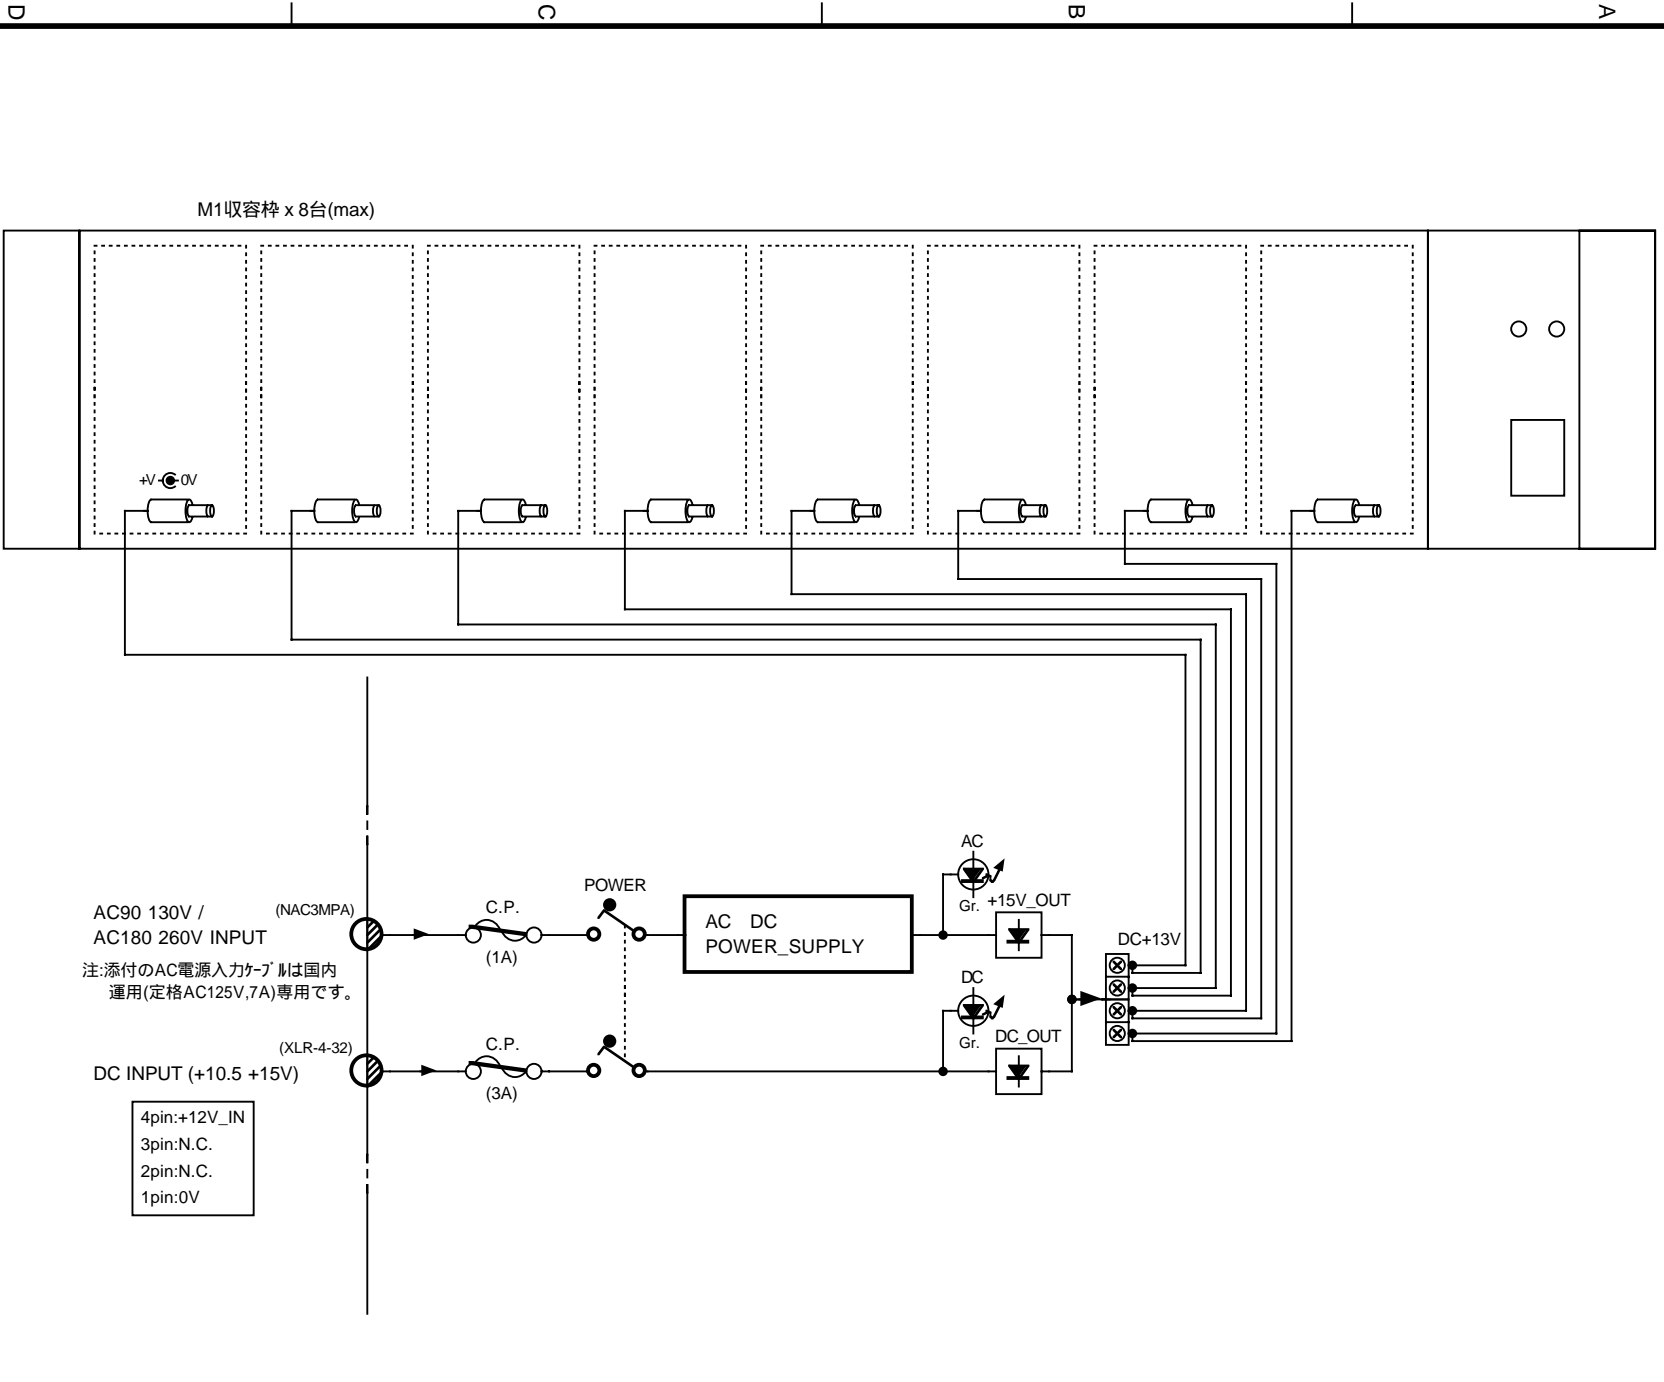 D C B A
M1収容枠 x 8台(max)
+V 0V
AC
Gr.
+15V_OUT
POWER
C.P.
(1A)
AC DC
POWER_SUPPLY
(NAC3MPA)
AC90 130V /
AC180 260V INPUT
注:添付のAC電源入力ｹｰﾌﾞﾙは国内
運用(定格AC125V,7A)専用です。
DC+13V
DC
Gr.
DC_OUT
C.P.
(3A)
(XLR-4-32)
DC INPUT (+10.5 +15V)
4pin:+12V_IN
3pin:N.C.
2pin:N.C.
1pin:0V